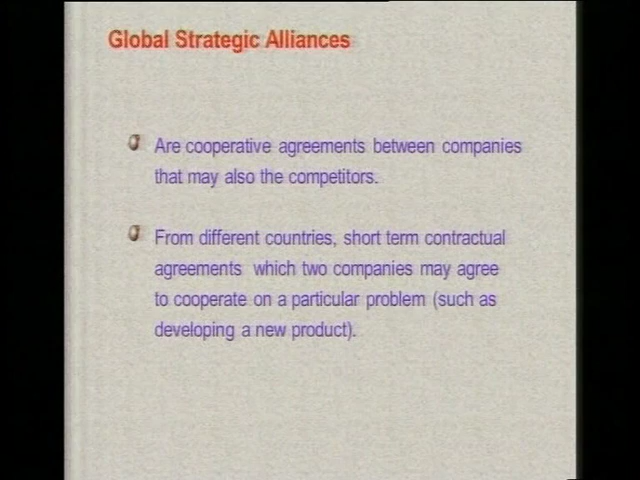 Global Strategic Alliances
Are cooperative agreements between companies
that may also the competitors.
From different countries, short term contractual
agreements which two companies may agree
to cooperate on a particular problem (such as
developing a new product).